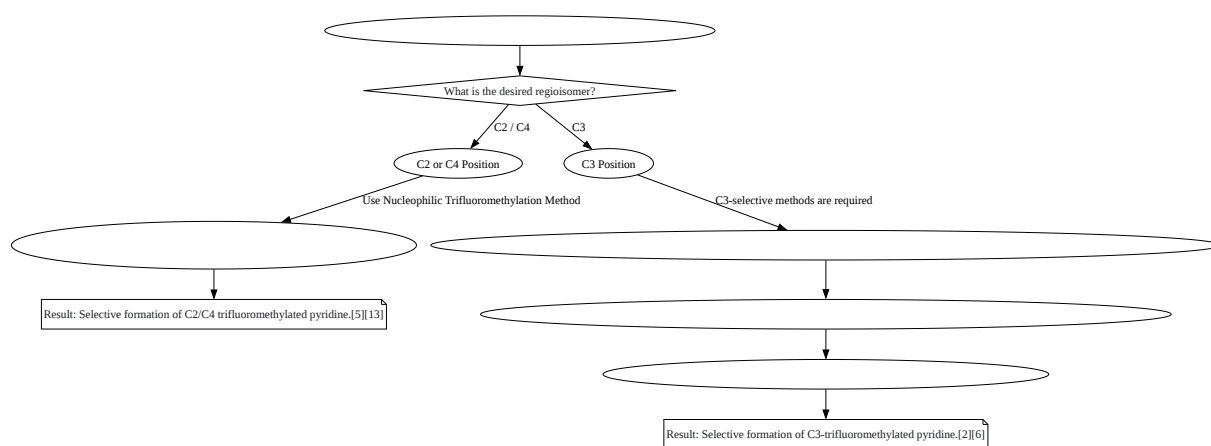 What is the desired regioisomer?
C2 / C4
C3
C2 or C4 Position
C3 Position
Use Nucleophilic Trifluoromethylation Method
C3-selective methods are required
Result: Selective formation of C2/C4 trifluoromethylated pyridine.[5][13]
Result: Selective formation of C3-trifluoromethylated pyridine.[2][6]